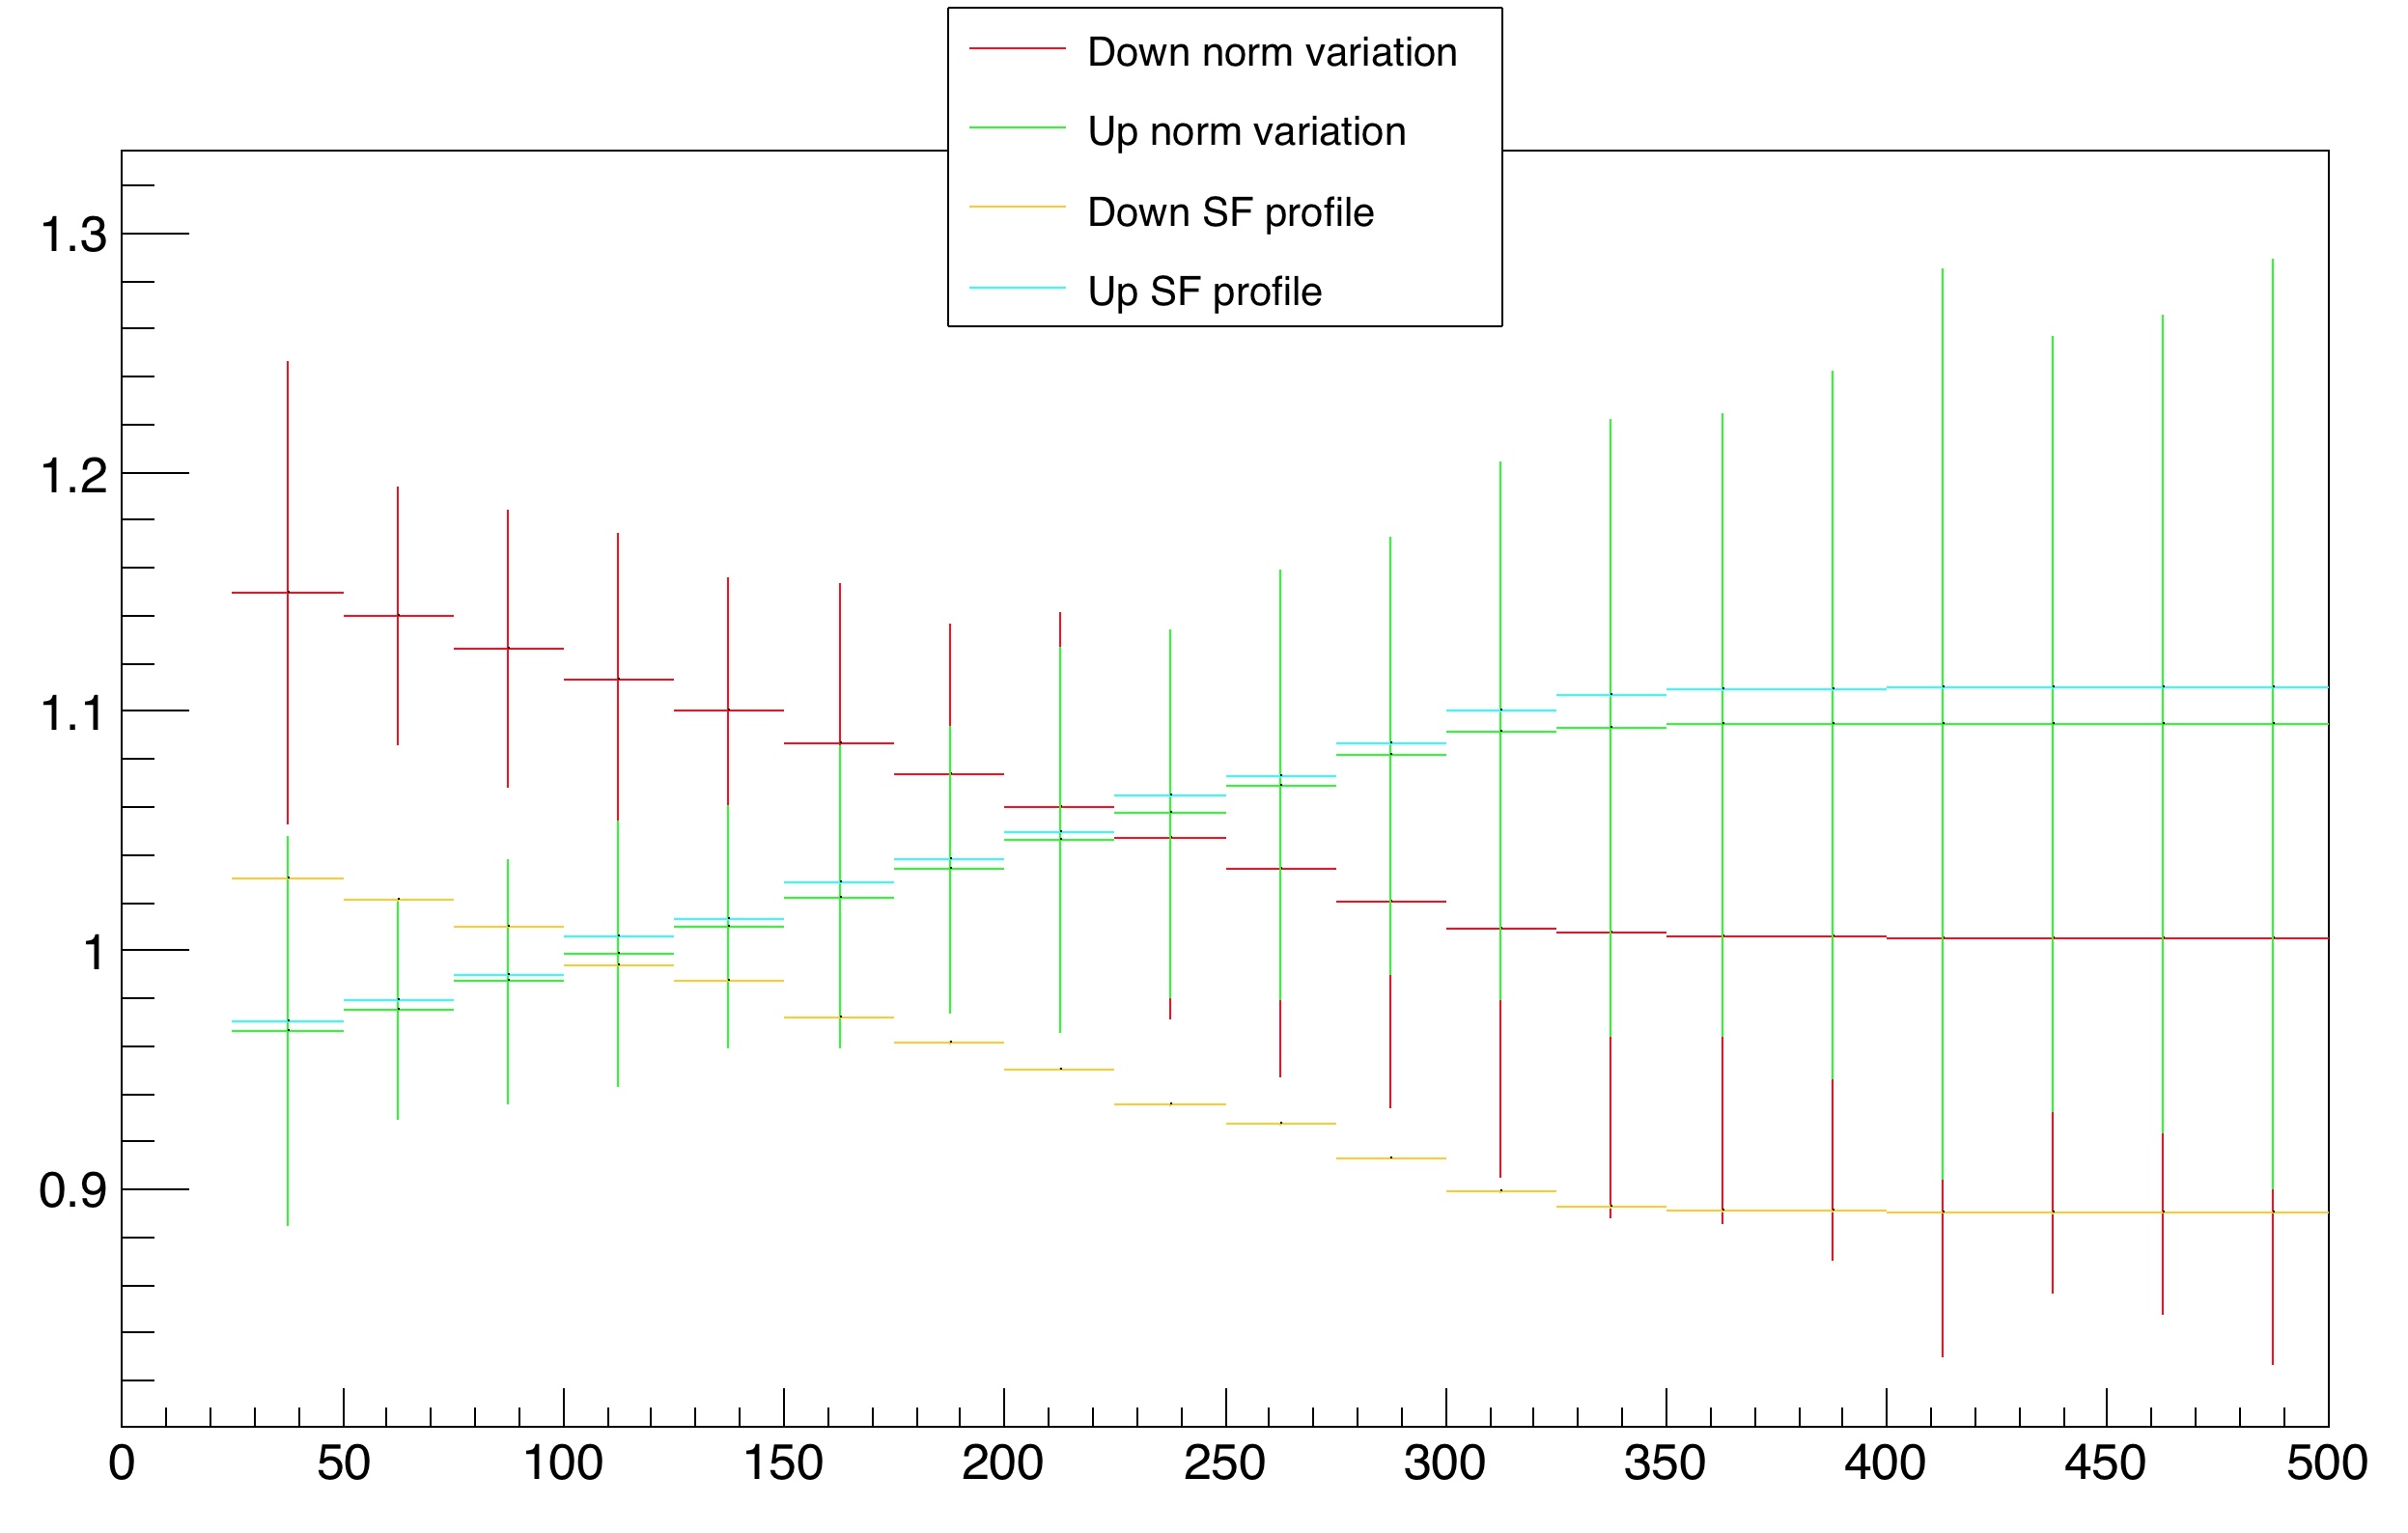 Down norm variation
Up norm variation
Down SF profile
Up SF profile
1.3
1.2
1.1
1
0.9
0 50 100 150 200 250 300 350 400 450 500